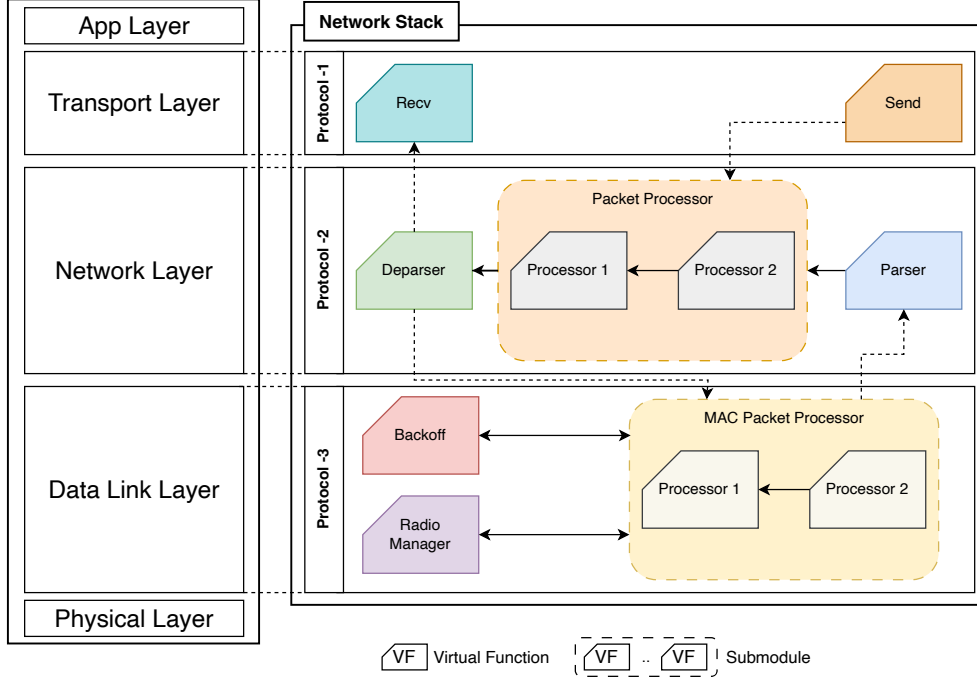 App Layer
Transport Layer
Network Layer
Data Link Layer
Physical Layer
Network Stack
Protocol -1
Recv
Send
Protocol -2
Packet Processor
Deparser
Processor 1
Processor 2
Parser
Protocol -3
Backoff
Radio
Manager
MAC Packet Processor
Processor 1
Processor 2
VF Virtual Function
VF .. VF Submodule